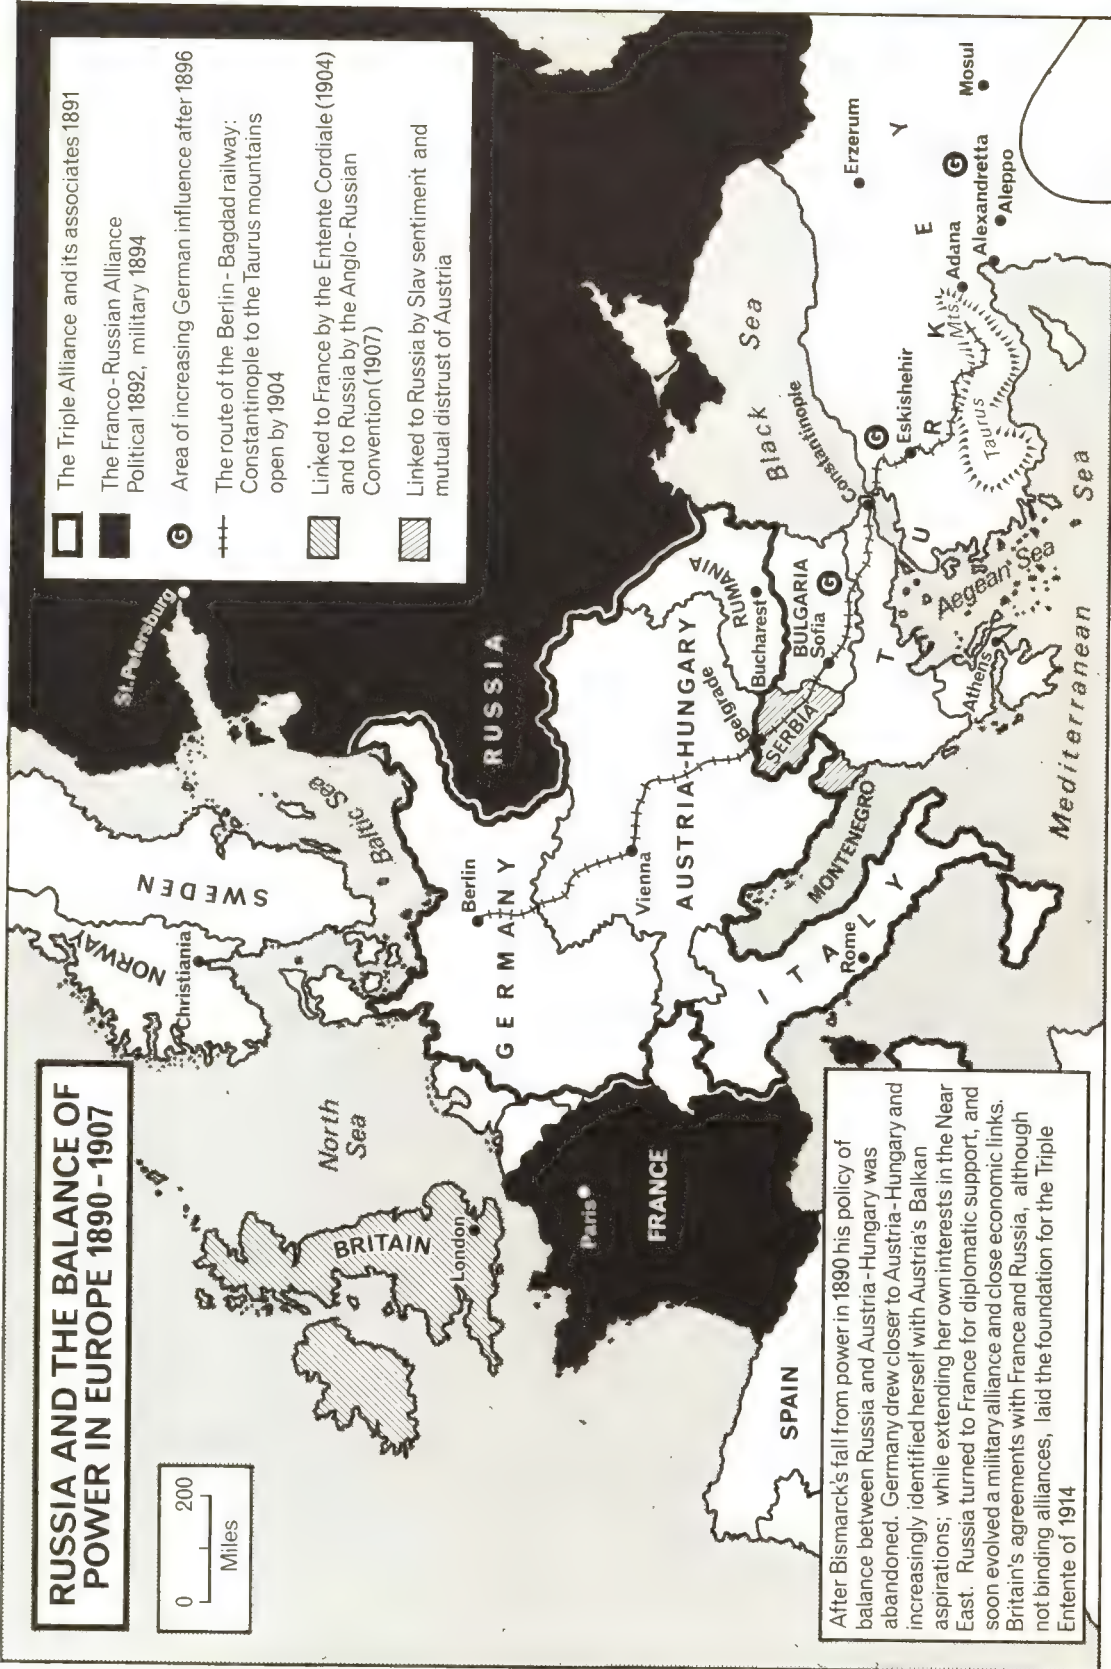 RUSSIA AND THE BALANCE OF
POWER IN EUROPE 1890-1907
0 200
Miles
The Triple Alliance and its associates 1891
The Franco-Russian Alliance
Political 1892, military 1894
G Area of increasing German influence after 1896
The route of the Berlin-Bagdad railway:
Constantinople to the Taurus mountains
open by 1904
Linked to France by the Entente Cordiale (1904)
and to Russia by the Anglo-Russian
Convention (1907)
Linked to Russia by Slav sentiment and
mutual distrust of Austria
NORWAY
Christiania
SWEDEN
St. Petersburg
Baltic Sea
North
Sea
BRITAIN
London
Berlin
GERMANY
RUSSIA
Paris
FRANCE
Vienna
AUSTRIA-HUNGARY
Belgrade
RUMANIA
Bucharest
BULGARIA
Sofia
G
SERBIA
MONTENEGRO
Black Sea
Constantinople
G
Eskishehir
Erzerum
TURKEY
Taurus Mts.
Adana
G
Alexandretta
Aleppo
Mosul
SPAIN
ITALY
Rome
Athens
Aegean Sea
Mediterranean Sea
After Bismarck's fall from power in 1890 his policy of
balance between Russia and Austria-Hungary was
abandoned. Germany drew closer to Austria-Hungary and
increasingly identified herself with Austria's Balkan
aspirations; while extending her own interests in the Near
East. Russia turned to France for diplomatic support, and
soon evolved a military alliance and close economic links.
Britain's agreements with France and Russia, although
not binding alliances, laid the foundation for the Triple
Entente of 1914